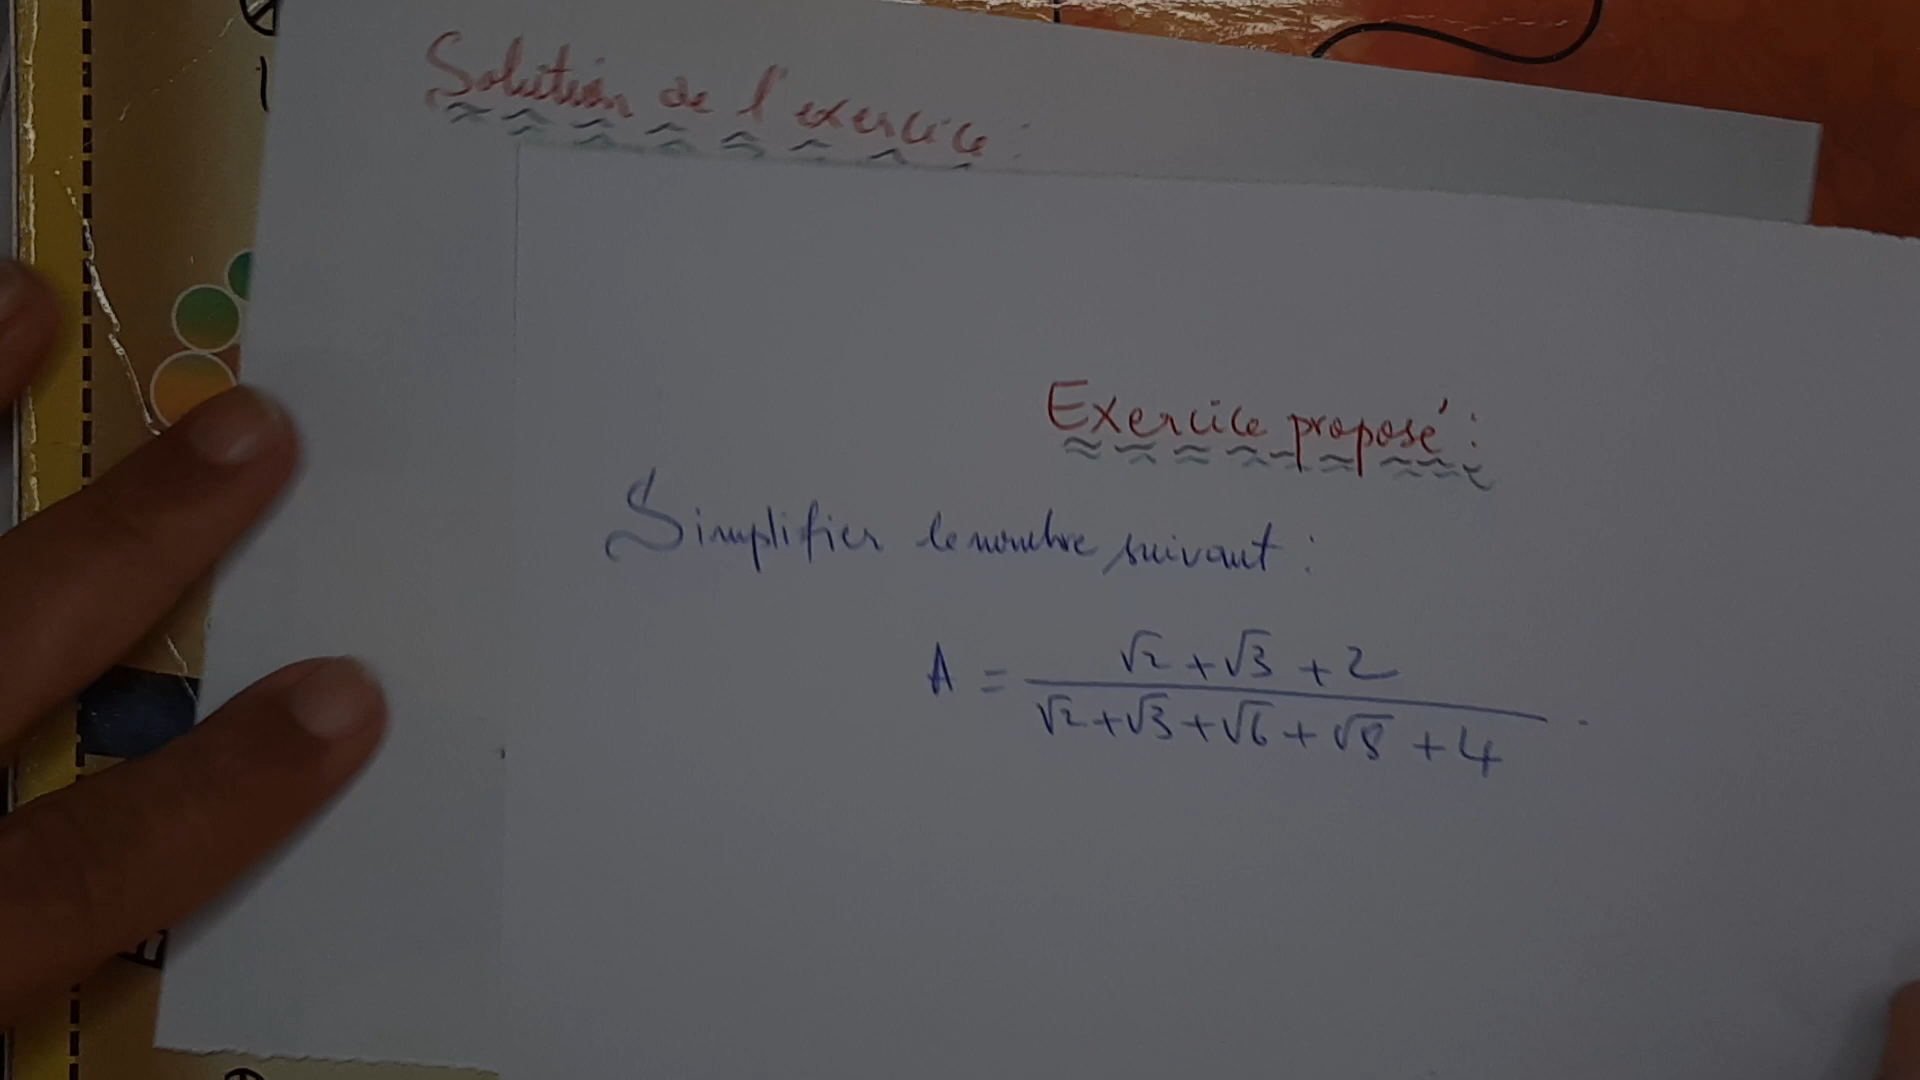 Solution de l'exercice :
Exercice proposé :
Simplifier le nombre suivant :
A = (√2 + √3 + 2) / (√2 + √3 + √6 + √8 + 4) .